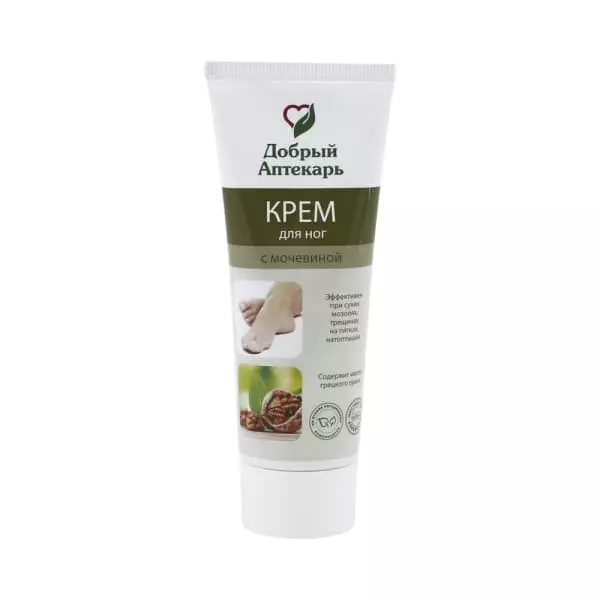 Добрый
Аптекарь
КРЕМ
для ног
с мочевиной
Эффективен
при сухих
мозолях,
трещинах
на пятках,
натоптышах
Содержит масло
грецкого ореха